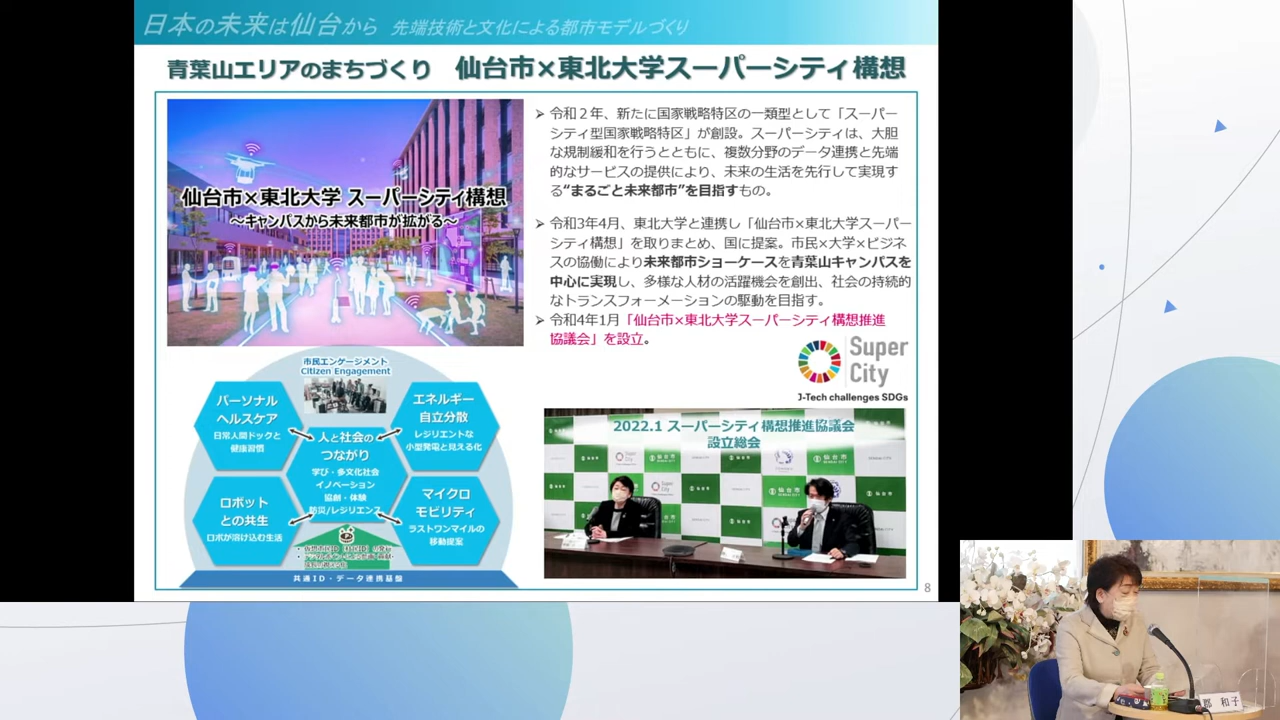 日本の未来は仙台から 先端技術と文化による都市モデルづくり
青葉山エリアのまちづくり 仙台市×東北大学スーパーシティ構想
仙台市×東北大学 スーパーシティ構想
～キャンパスから未来都市が拡がる～
➢ 令和２年、新たに国家戦略特区の一類型として「スーパー
シティ型国家戦略特区」が創設。スーパーシティは、大胆
な規制緩和を行うとともに、複数分野のデータ連携と先端
的なサービスの提供により、未来の生活を先行して実現す
る“まるごと未来都市”を目指すもの。
➢ 令和3年4月、東北大学と連携し「仙台市×東北大学スーパー
シティ構想」を取りまとめ、国に提案。市民×大学×ビジネ
スの協働により未来都市ショーケースを青葉山キャンパスを
中心に実現し、多様な人材の活躍機会を創出、社会の持続的
なトランスフォーメーションの駆動を目指す。
➢ 令和4年1月「仙台市×東北大学スーパーシティ構想推進
協議会」を設立。
Super
City
J-Tech challenges SDGs
市民エンゲージメント
Citizen Engagement
パーソナル
ヘルスケア
日常人間ドックと
健康習慣
エネルギー
自立分散
レジリエントな
小型発電と見える化
人と社会の
つながり
学び・多文化社会
イノベーション
協創・体験
防災/レジリエンス
ロボット
との共生
ロボが溶け込む生活
マイクロ
モビリティ
ラストワンマイルの
移動提案
共通ID・データ連携基盤
2022.1 スーパーシティ構想推進協議会
設立総会
Super
City
仙台市
8
郡 和子